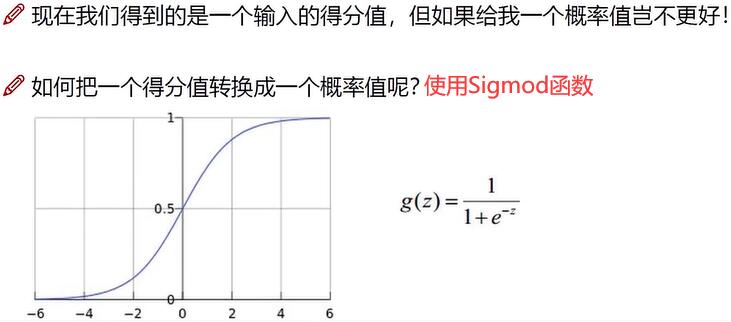 现在我们得到的是一个输入的得分值，但如果给我一个概率值岂不更好！
如何把一个得分值转换成一个概率值呢？使用Sigmod函数
1
0.5
0
−6 −4 −2 0 2 4 6
g(z) = 1 / (1 + e^{-z})